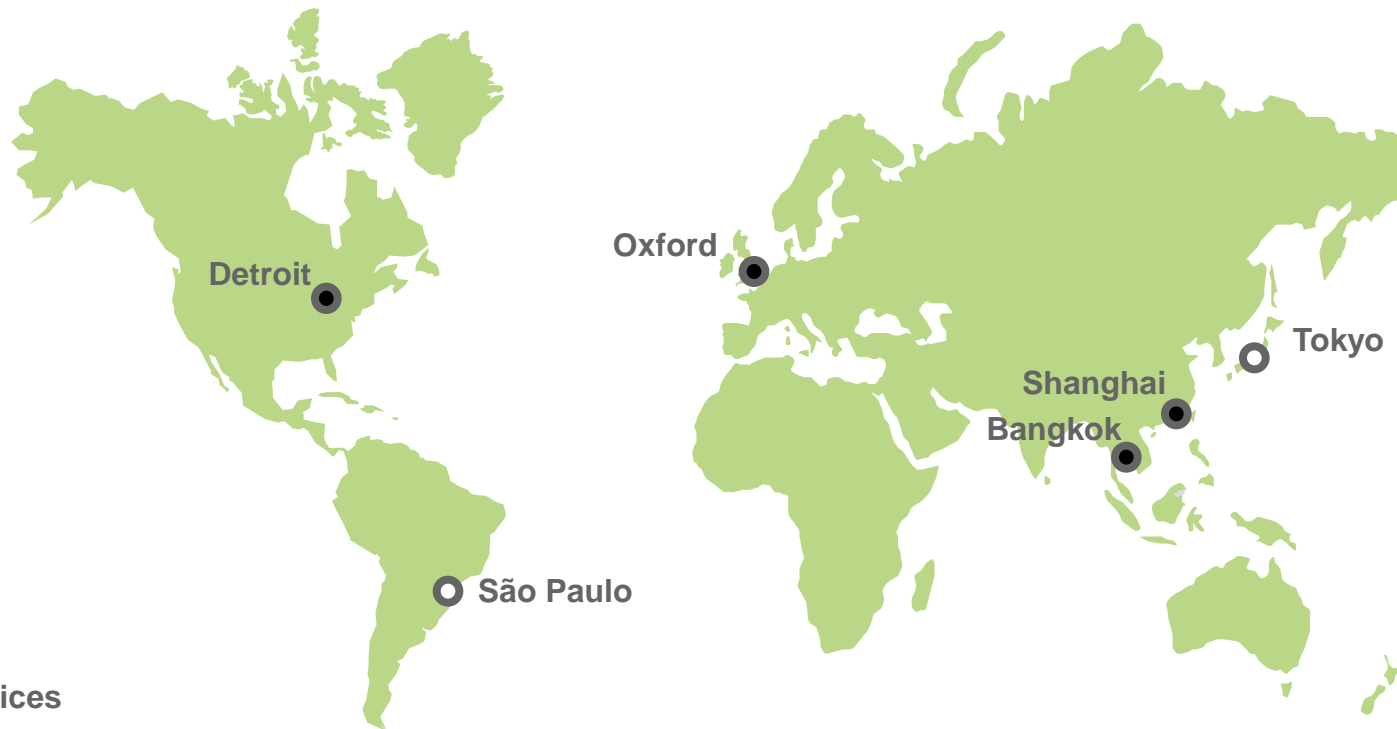 Oxford
Detroit
Tokyo
Shanghai
Bangkok
São Paulo
ices